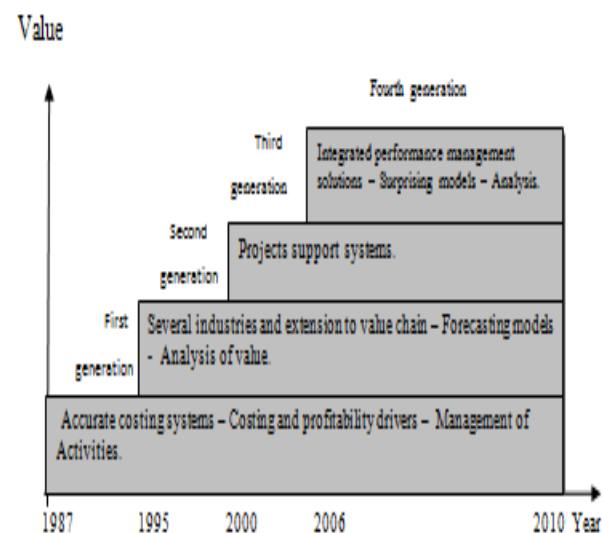 Value
Fourth generation
Third
generation
Integrated performance management
solutions – Surprising models – Analysis.
Second
generation
Projects support systems.
First
generation
Several industries and extension to value chain – Forecasting models
- Analysis of value.
Accurate costing systems – Costing and profitability drivers – Management of
Activities.
1987 1995 2000 2006 2010 Year